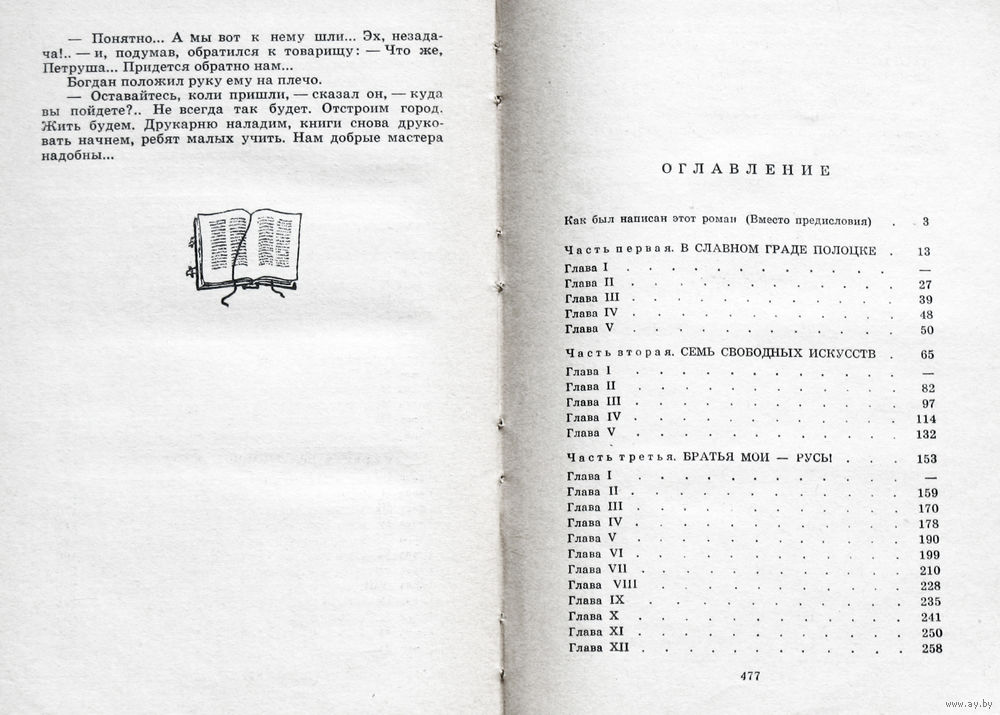 — Понятно... А мы вот к нему шли... Эх, незада-
ча!.. — и, подумав, обратился к товарищу: — Что же,
Петруша... Придется обратно нам...
Богдан положил руку ему на плечо.
— Оставайтесь, коли пришли, — сказал он, — куда
вы пойдете?.. Не всегда так будет. Отстроим город.
Жить будем. Друкарню наладим, книги снова друко-
вать начнем, ребят малых учить. Нам добрые мастера
надобны...
ОГЛАВЛЕНИЕ
Как был написан этот роман (Вместо предисловия) . 3
Часть первая. В СЛАВНОМ ГРАДЕ ПОЛОЦКЕ . 13
Глава I . . . . . . . . . . . —
Глава II . . . . . . . . . . . 27
Глава III . . . . . . . . . . . 39
Глава IV . . . . . . . . . . . 48
Глава V . . . . . . . . . . . 50
Часть вторая. СЕМЬ СВОБОДНЫХ ИСКУССТВ . 65
Глава I . . . . . . . . . . . —
Глава II . . . . . . . . . . . 82
Глава III . . . . . . . . . . . 97
Глава IV . . . . . . . . . . . 114
Глава V . . . . . . . . . . . 132
Часть третья. БРАТЬЯ МОИ — РУСЫ . . . 153
Глава I . . . . . . . . . . . —
Глава II . . . . . . . . . . . 159
Глава III . . . . . . . . . . . 170
Глава IV . . . . . . . . . . . 178
Глава V . . . . . . . . . . . 190
Глава VI . . . . . . . . . . . 199
Глава VII . . . . . . . . . . . 210
Глава VIII . . . . . . . . . . 228
Глава IX . . . . . . . . . . . 235
Глава X . . . . . . . . . . . 241
Глава XI . . . . . . . . . . . 250
Глава XII . . . . . . . . . . . 258
477
www.ay.by